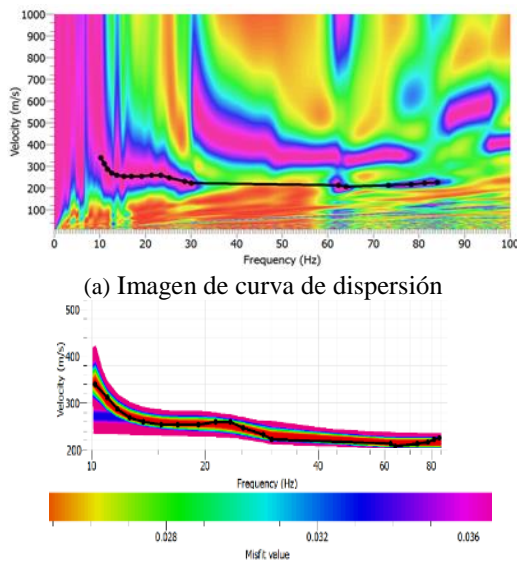 1000
900
800
700
600
500
400
300
200
100
Velocity (m/s)
0 10 20 30 40 50 60 70 80 90 100
Frequency (Hz)
(a) Imagen de curva de dispersión
500
400
300
200
Velocity (m/s)
10 20 40 60 80
Frequency (Hz)
0.028 0.032 0.036
Misfit value